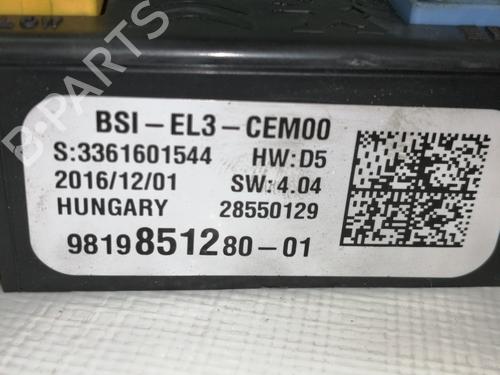 BSI-EL3-CEM00
S:3361601544 HW:D5
2016/12/01 SW:4.04
HUNGARY 28550129
9819851280-01
B-PARTS